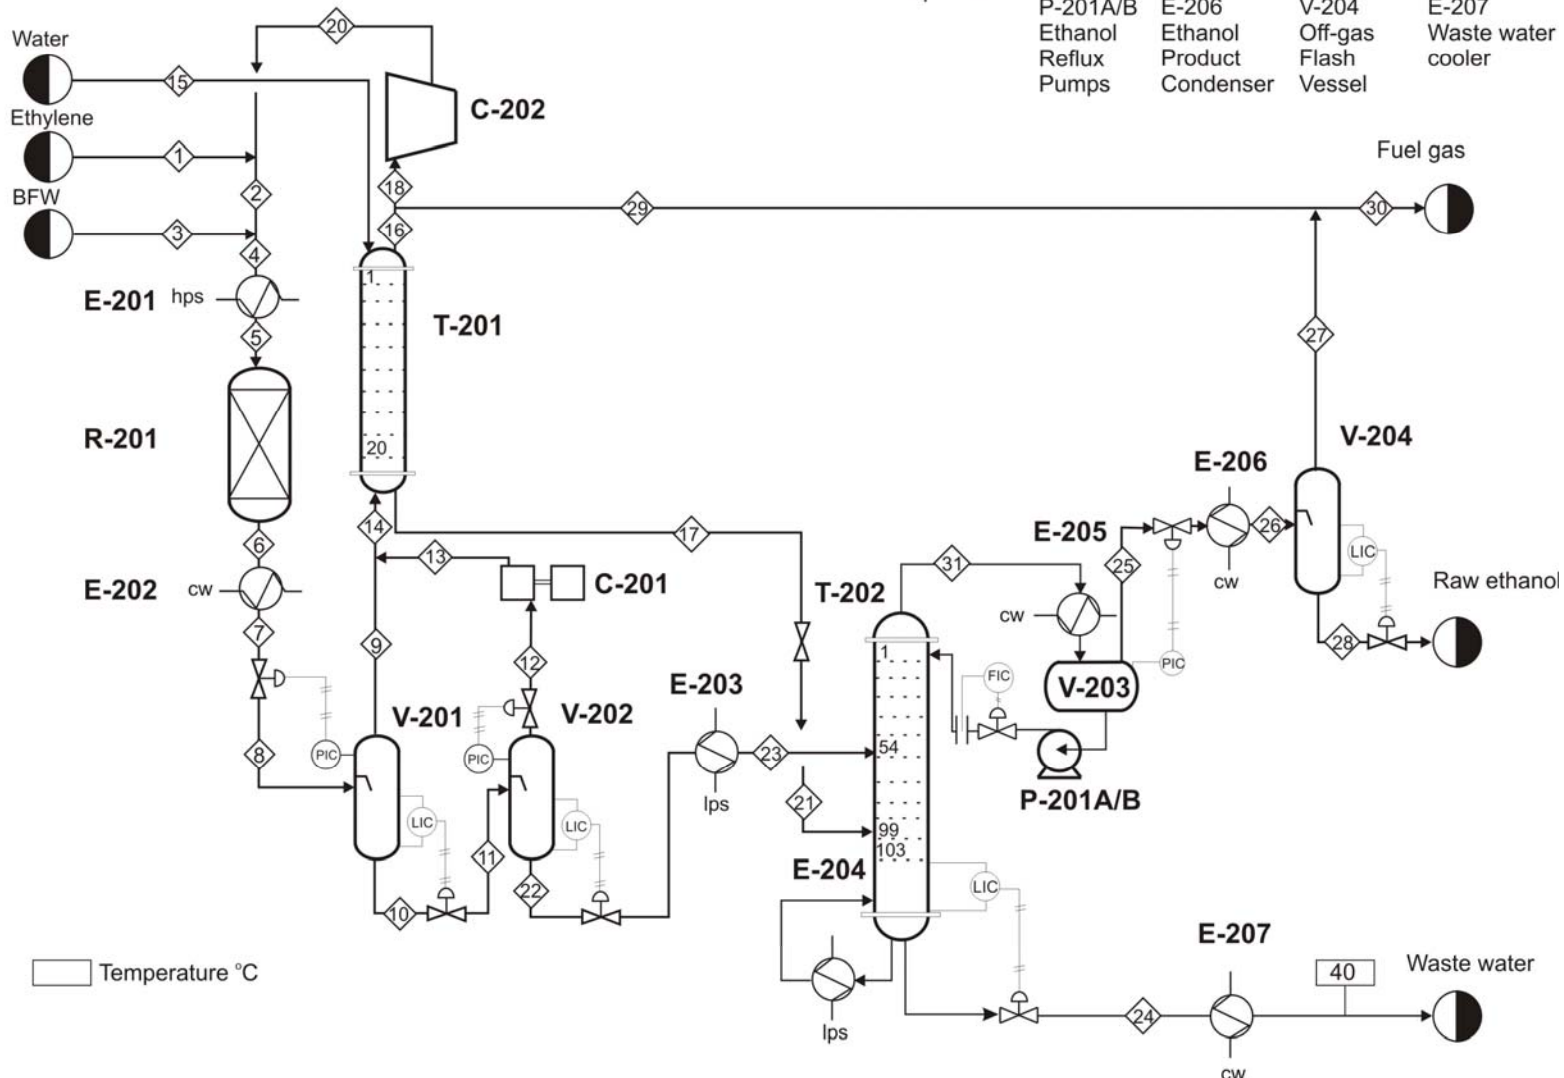 P-201A/B E-206 V-204 E-207
Ethanol Ethanol Off-gas Waste water
Reflux Product Flash cooler
Pumps Condenser Vessel
20
Water
15
C-202
Ethylene
1
Fuel gas
18
2
BFW
29
30
3
16
4
1
E-201 hps
T-201
5
27
R-201
V-204
20
E-206
14
17
6
E-205
26
LIC
13
25
31
E-202 cw
C-201
T-202
cw
Raw ethanol
cw
7
9
28
1
12
FIC
PIC
E-203
V-203
V-201
V-202
8
PIC
PIC
23
54
lps
P-201A/B
21
LIC
LIC
99
11
103
E-204
LIC
22
10
E-207
Temperature °C
40
Waste water
24
lps
cw